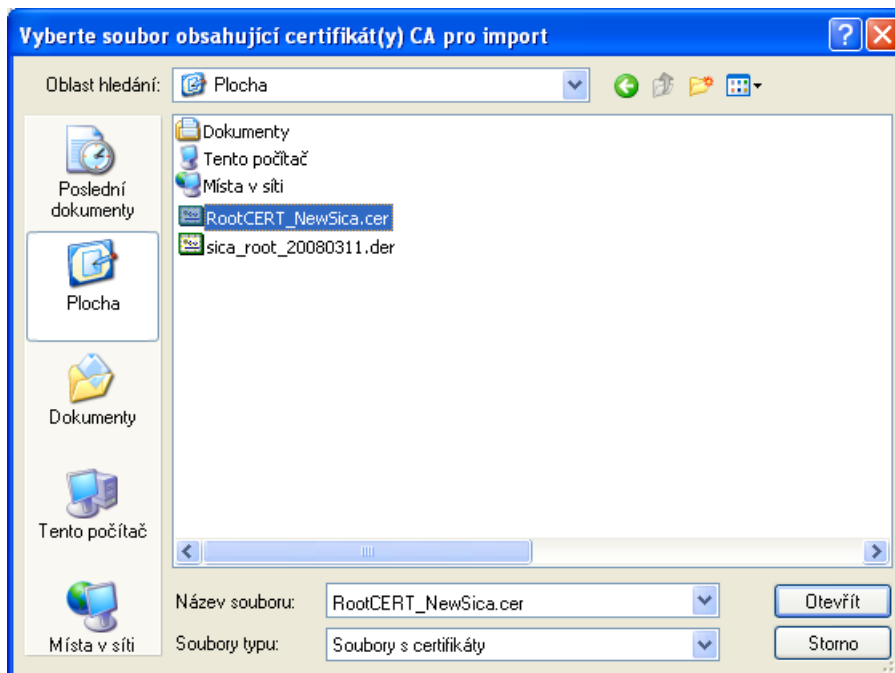 Vyberte soubor obsahující certifikát(y) CA pro import
Oblast hledání:
Plocha
Poslední
dokumenty
Plocha
Dokumenty
Tento počítač
Místa v síti
Dokumenty
Tento počítač
Místa v síti
RootCERT_NewSica.cer
sica_root_20080311.der
Název souboru:
RootCERT_NewSica.cer
Otevřít
Soubory typu:
Soubory s certifikáty
Storno